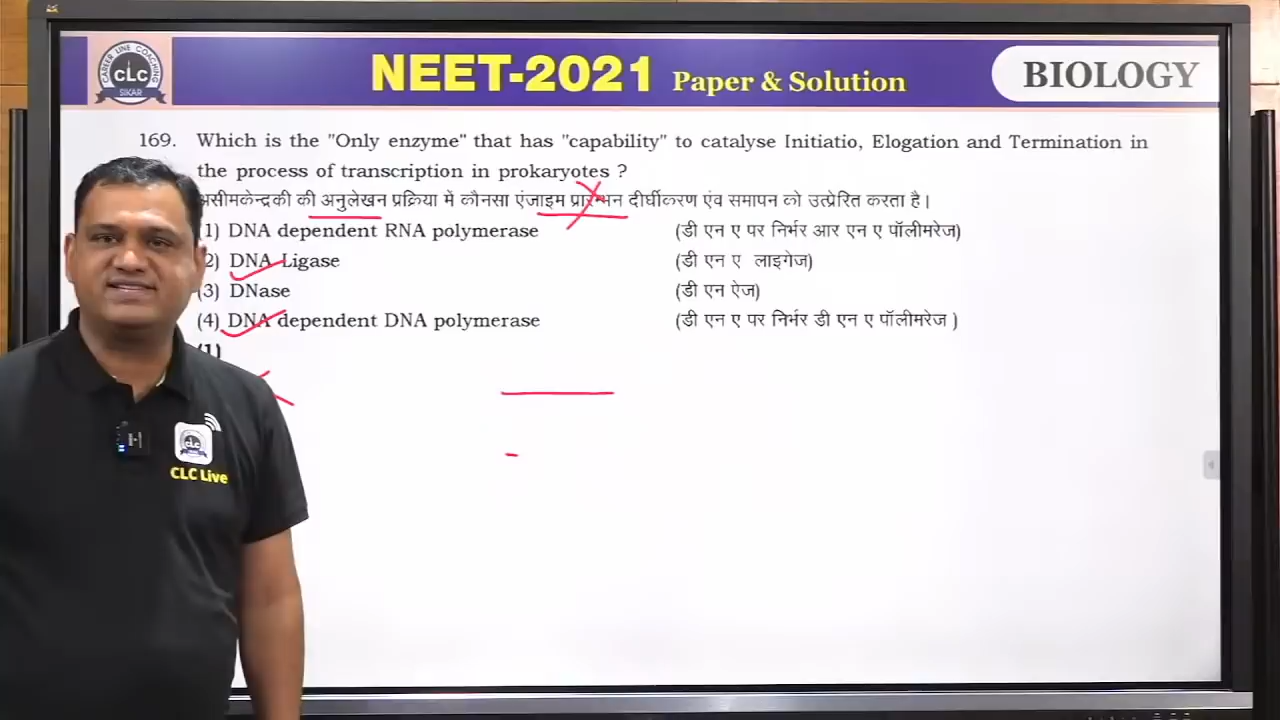 CAREER LINE COACHING
CLC
SIKAR
NEET-2021 Paper & Solution
BIOLOGY
169. Which is the "Only enzyme" that has "capability" to catalyse Initiatio, Elogation and Termination in
the process of transcription in prokaryotes ?
असीमकेन्द्रकी की अनुलेखन प्रक्रिया में कौनसा एंजाइम प्रारम्भन दीर्घीकरण एंव समापन को उत्प्रेरित करता है।
(1) DNA dependent RNA polymerase (डी एन ए पर निर्भर आर एन ए पॉलीमरेज)
2) DNA Ligase (डी एन ए लाइगेज)
(3) DNase (डी एन ऐज)
(4) DNA dependent DNA polymerase (डी एन ए पर निर्भर डी एन ए पॉलीमरेज )
(1)
CLC
CLC Live